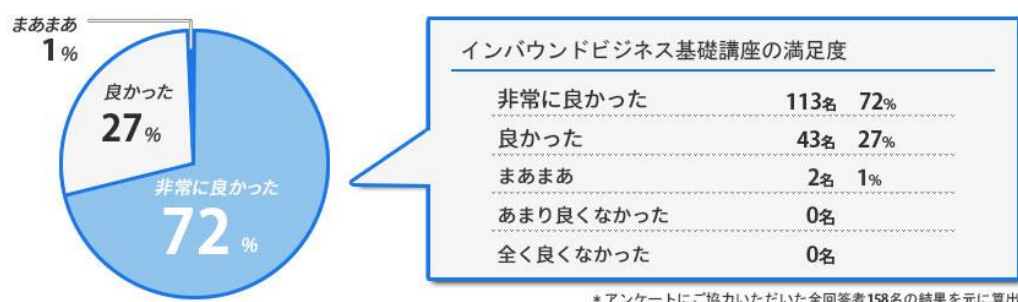 まあまあ
1%
良かった
27%
非常に良かった
72%
インバウンドビジネス基礎講座の満足度
非常に良かった 113名 72%
良かった 43名 27%
まあまあ 2名 1%
あまり良くなかった 0名
全く良くなかった 0名
*アンケートにご協力いただいた全回答者158名の結果を元に算出